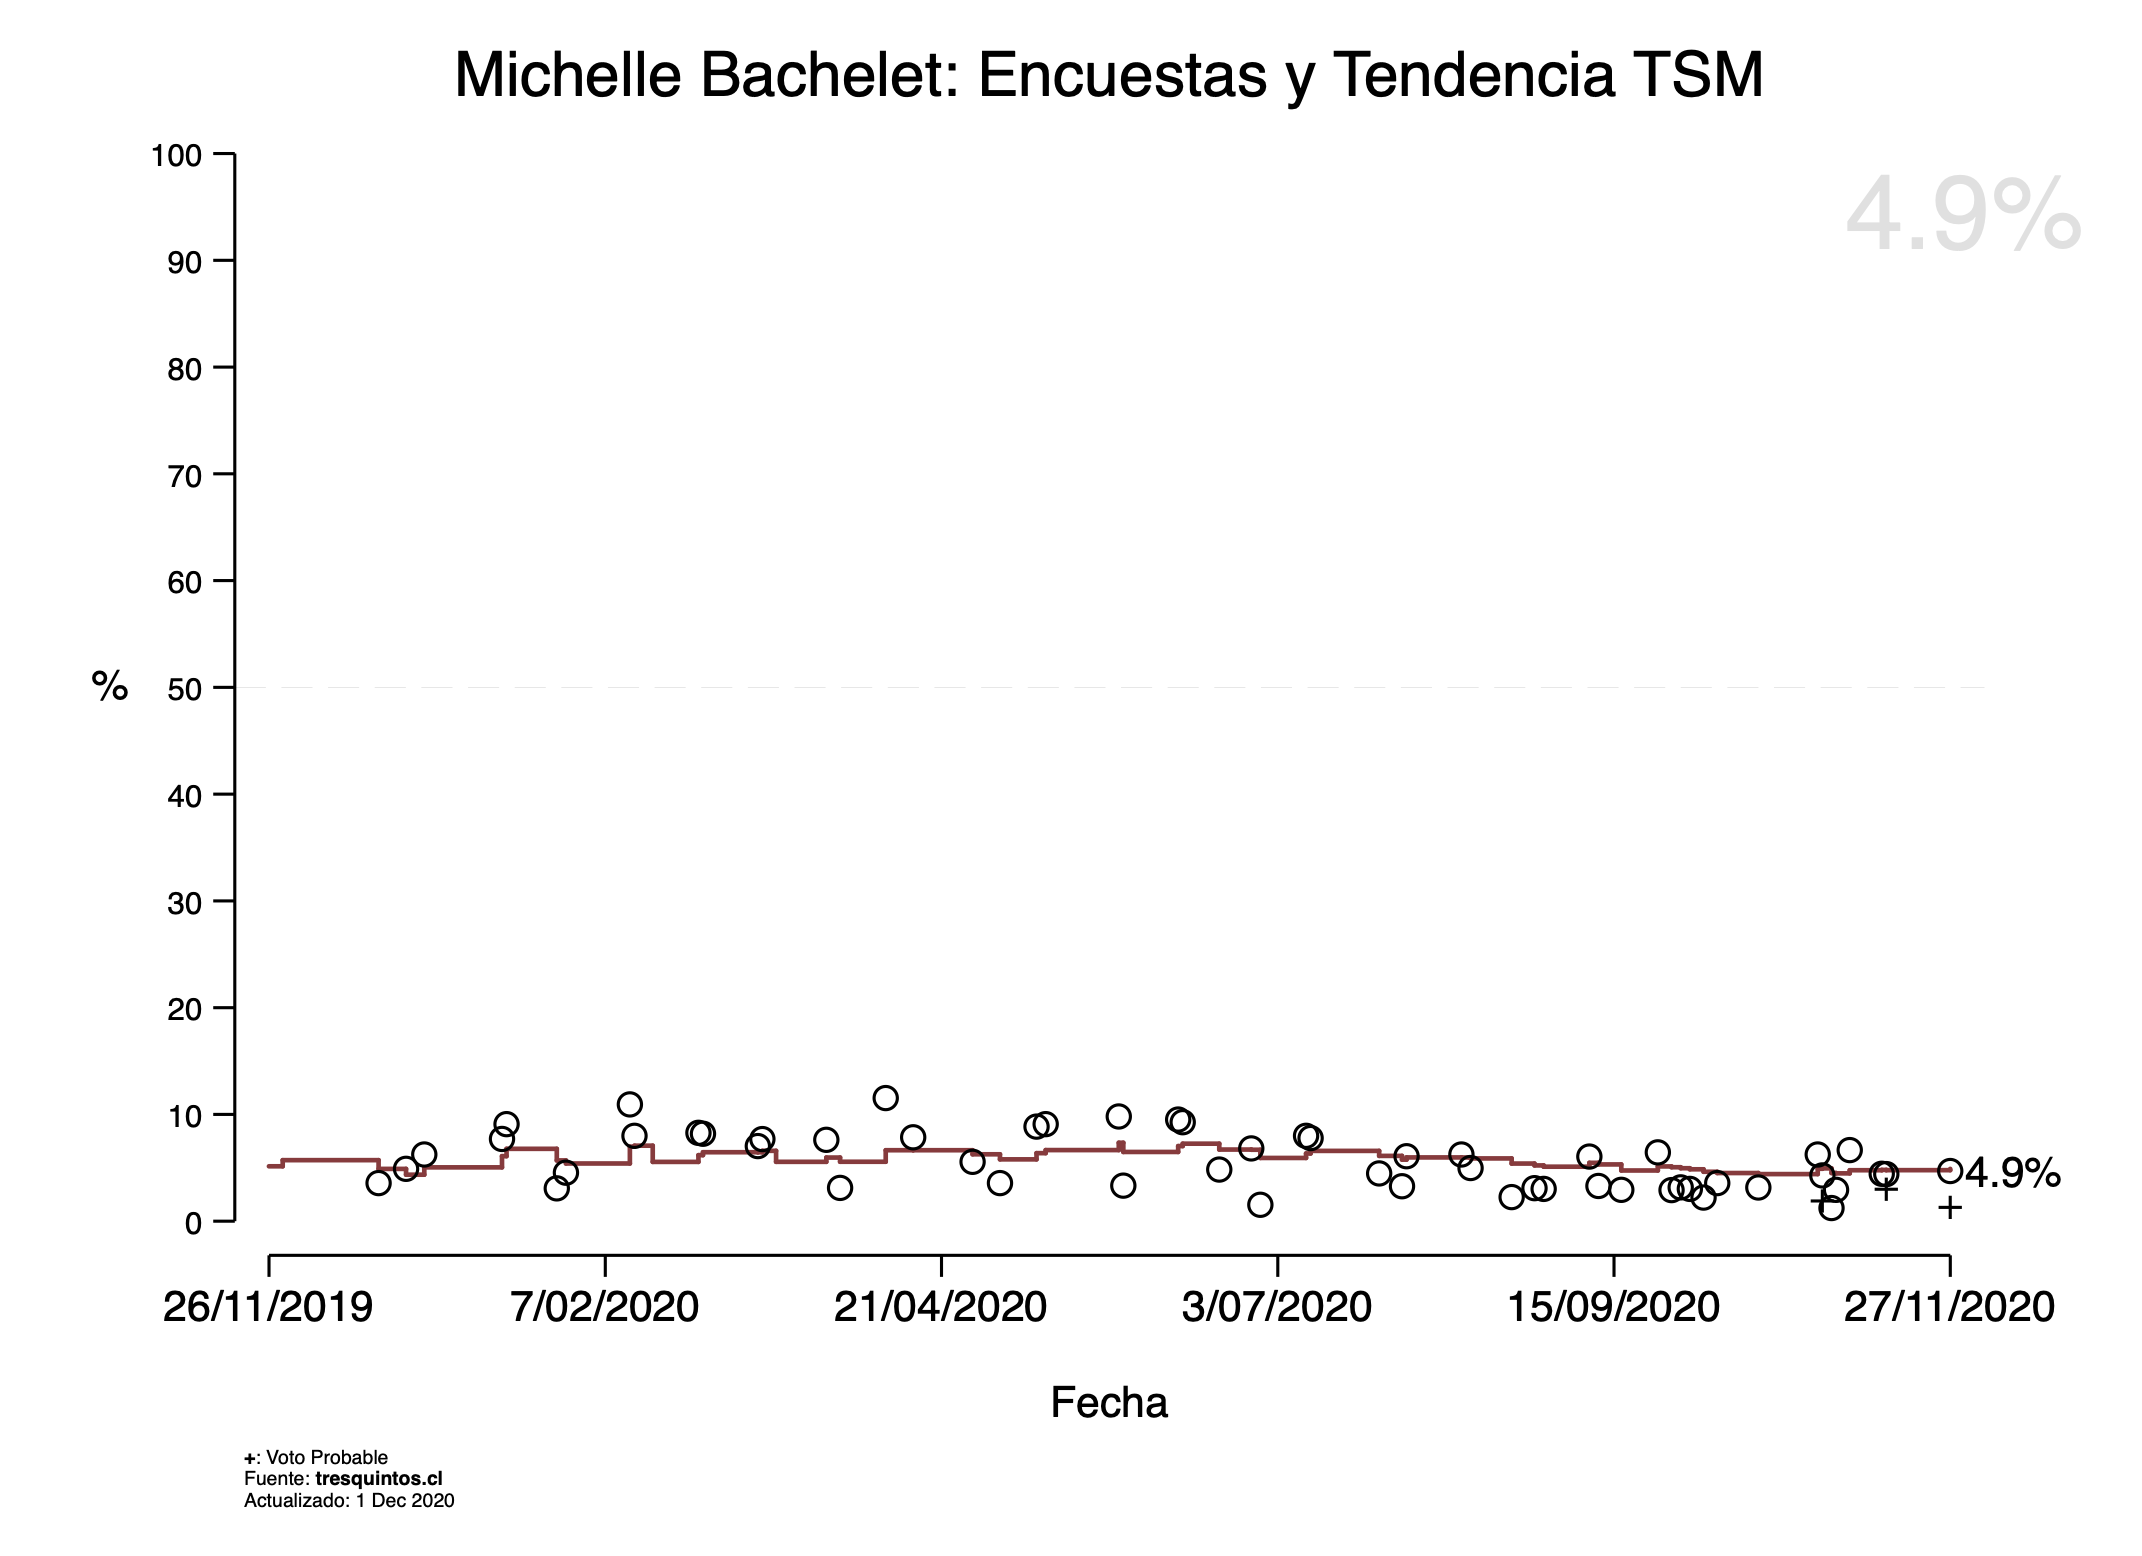 Michelle Bachelet: Encuestas y Tendencia TSM
4.9%
100
90
80
70
60
50
40
30
20
10
0
%
4.9%
26/11/2019 7/02/2020 21/04/2020 3/07/2020 15/09/2020 27/11/2020
Fecha
+: Voto Probable
Fuente: tresquintos.cl
Actualizado: 1 Dec 2020